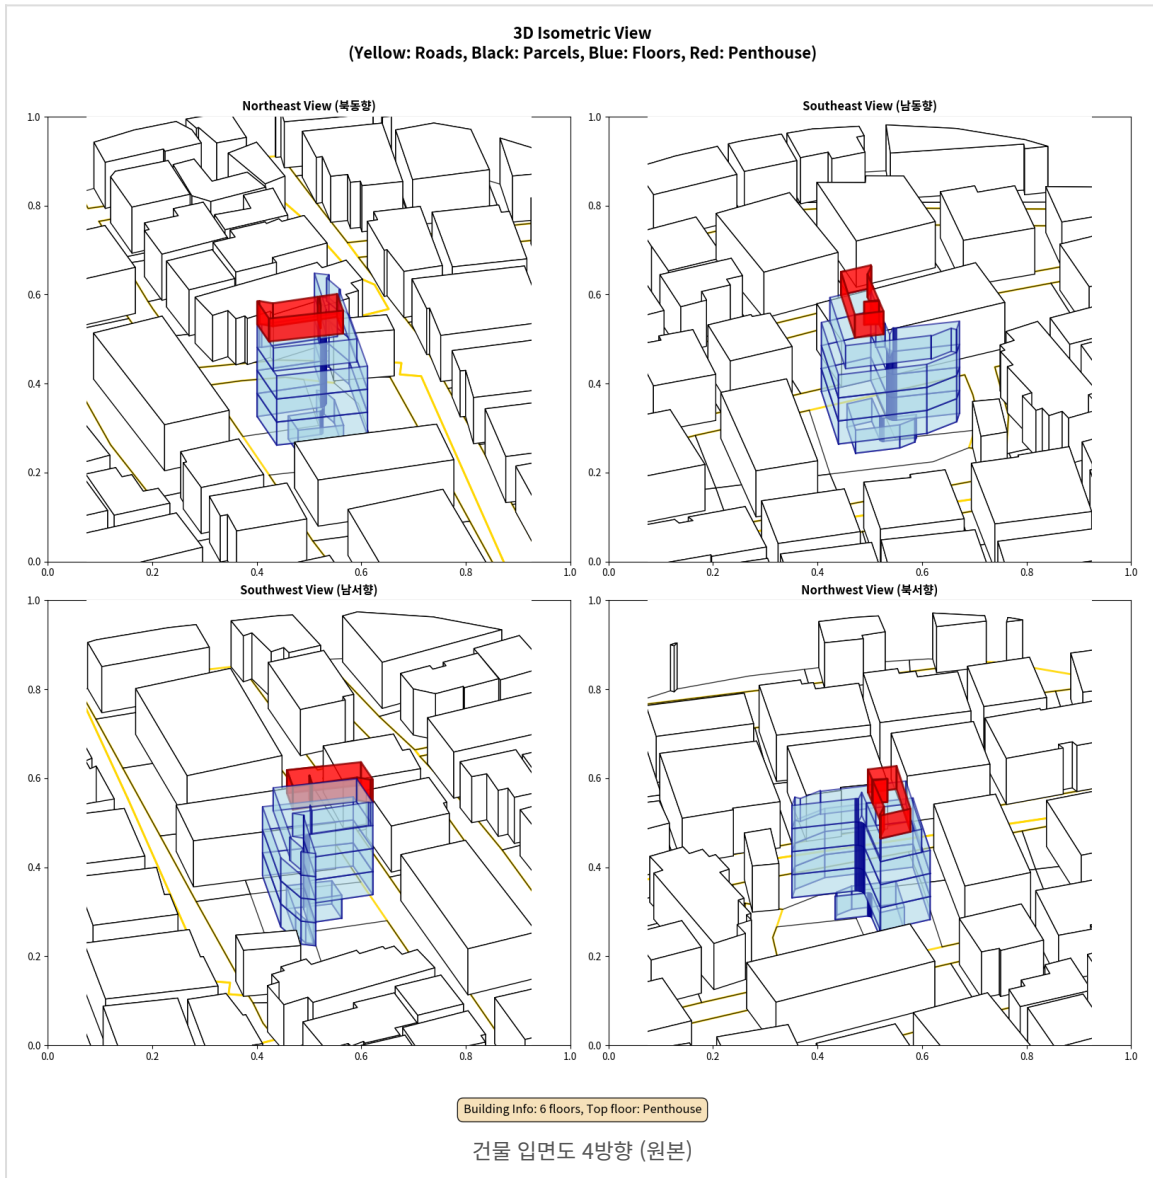 3D Isometric View
(Yellow: Roads, Black: Parcels, Blue: Floors, Red: Penthouse)
Northeast View (북동향)
1.0
0.8
0.6
0.4
0.2
0.0
0.0 0.2 0.4 0.6 0.8 1.0
Southeast View (남동향)
1.0
0.8
0.6
0.4
0.2
0.0
0.0 0.2 0.4 0.6 0.8 1.0
Southwest View (남서향)
1.0
0.8
0.6
0.4
0.2
0.0
0.0 0.2 0.4 0.6 0.8 1.0
Northwest View (북서향)
1.0
0.8
0.6
0.4
0.2
0.0
0.0 0.2 0.4 0.6 0.8 1.0
Building Info: 6 floors, Top floor: Penthouse
건물 입면도 4방향 (원본)